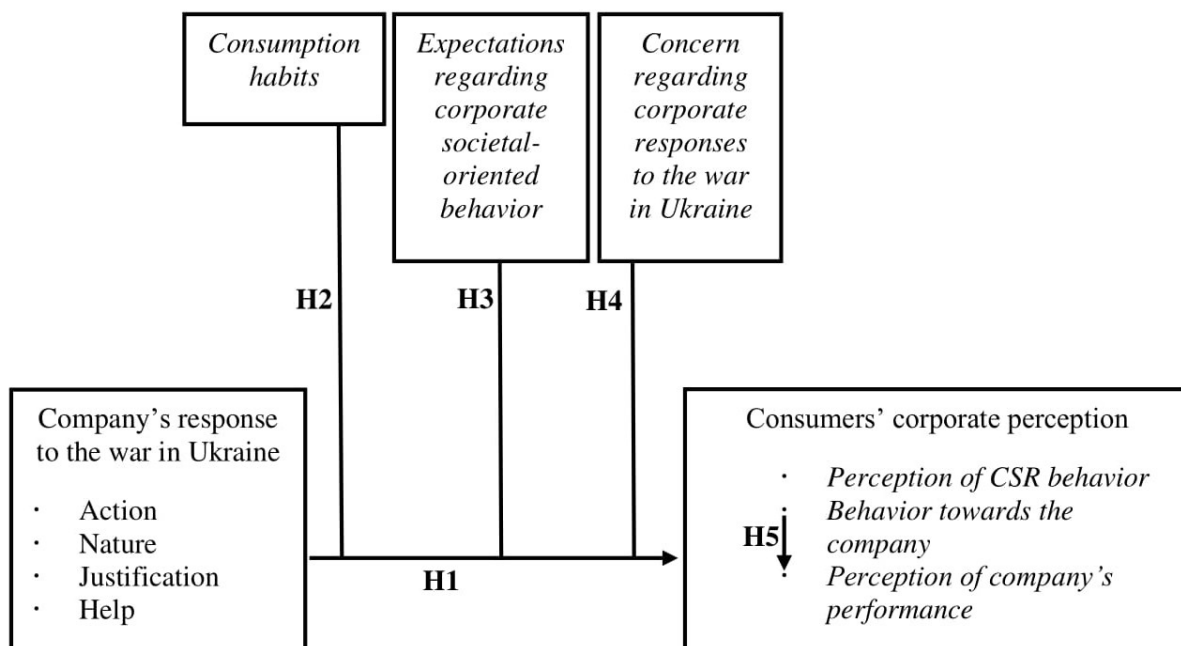 Consumption
habits
Expectations
regarding
corporate
societal-
oriented
behavior
Concern
regarding
corporate
responses
to the war
in Ukraine
H2
H3
H4
Company’s response
to the war in Ukraine
· Action
· Nature
· Justification
· Help
H1
Consumers’ corporate perception
· Perception of CSR behavior
· Behavior towards the
company
· Perception of company’s
performance
H5